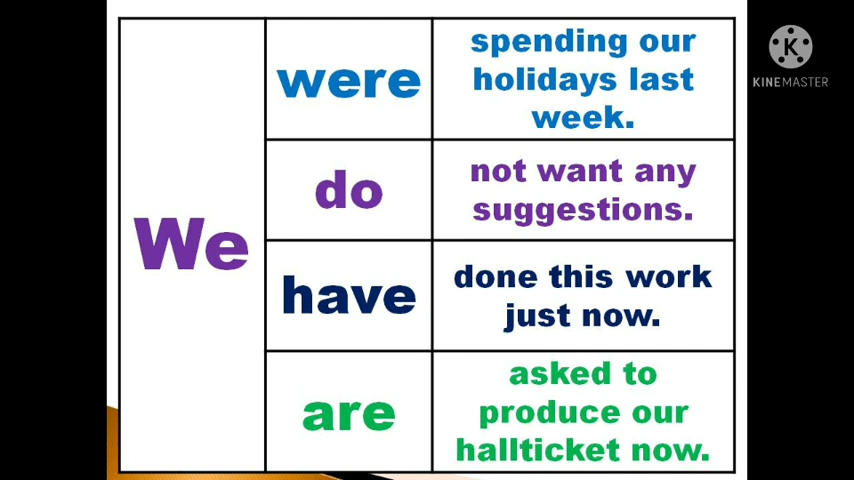 We
were
spending our
holidays last
week.
do
not want any
suggestions.
have
done this work
just now.
are
asked to
produce our
hallticket now.
K
KINEMASTER